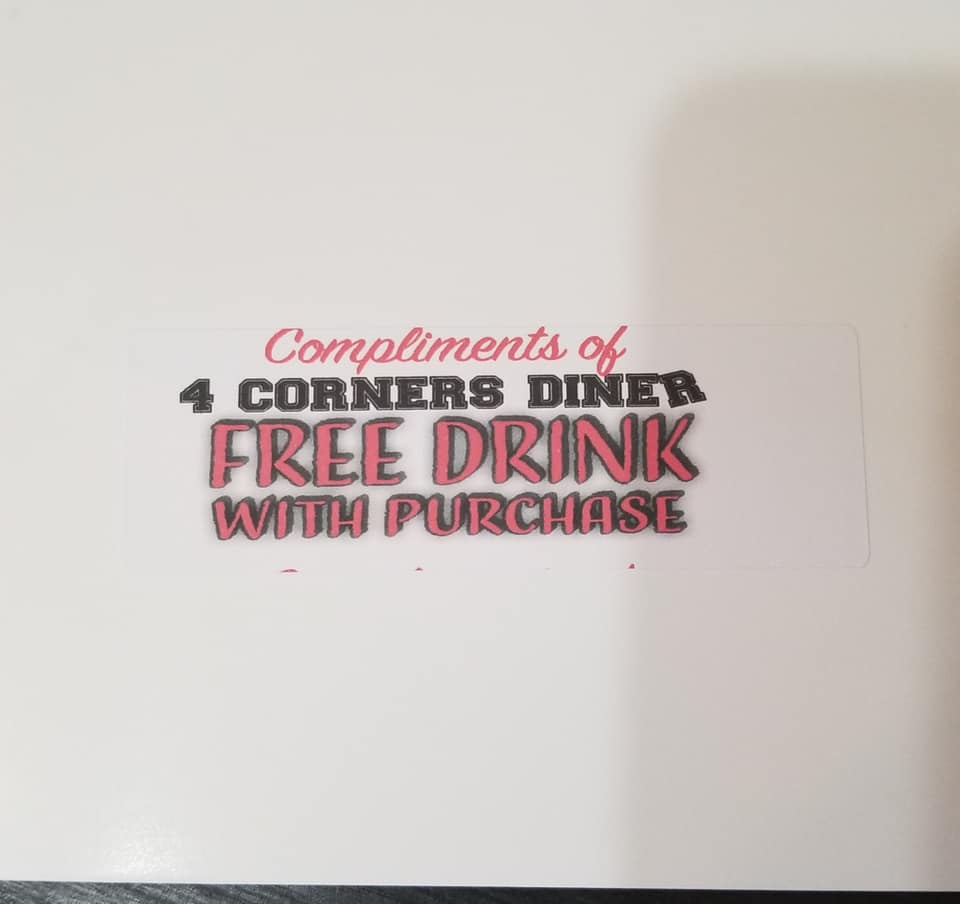 Compliments of
4 CORNERS DINER
FREE DRINK
WITH PURCHASE